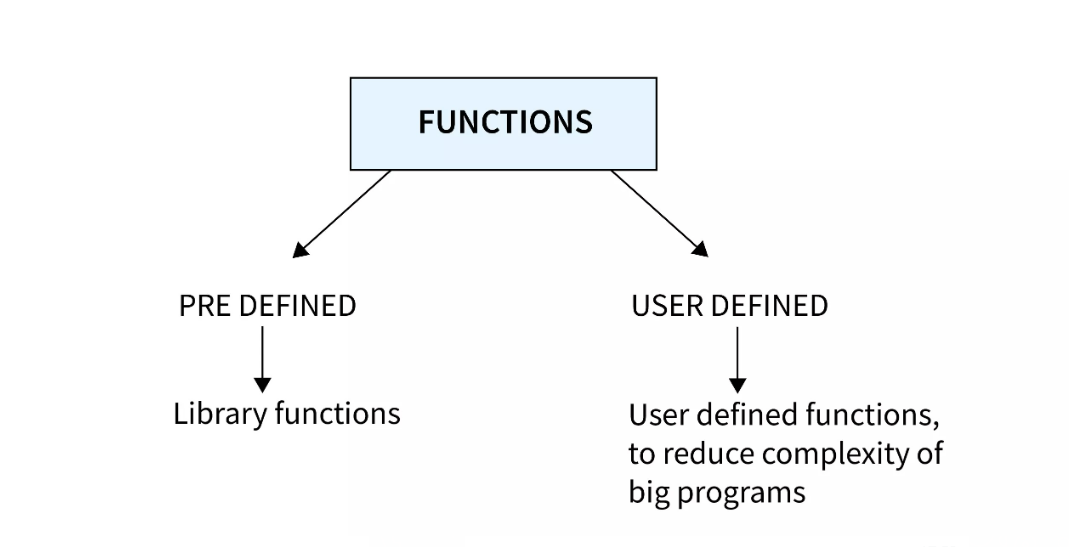 FUNCTIONS
PRE DEFINED
USER DEFINED
Library functions
User defined functions,
to reduce complexity of
big programs